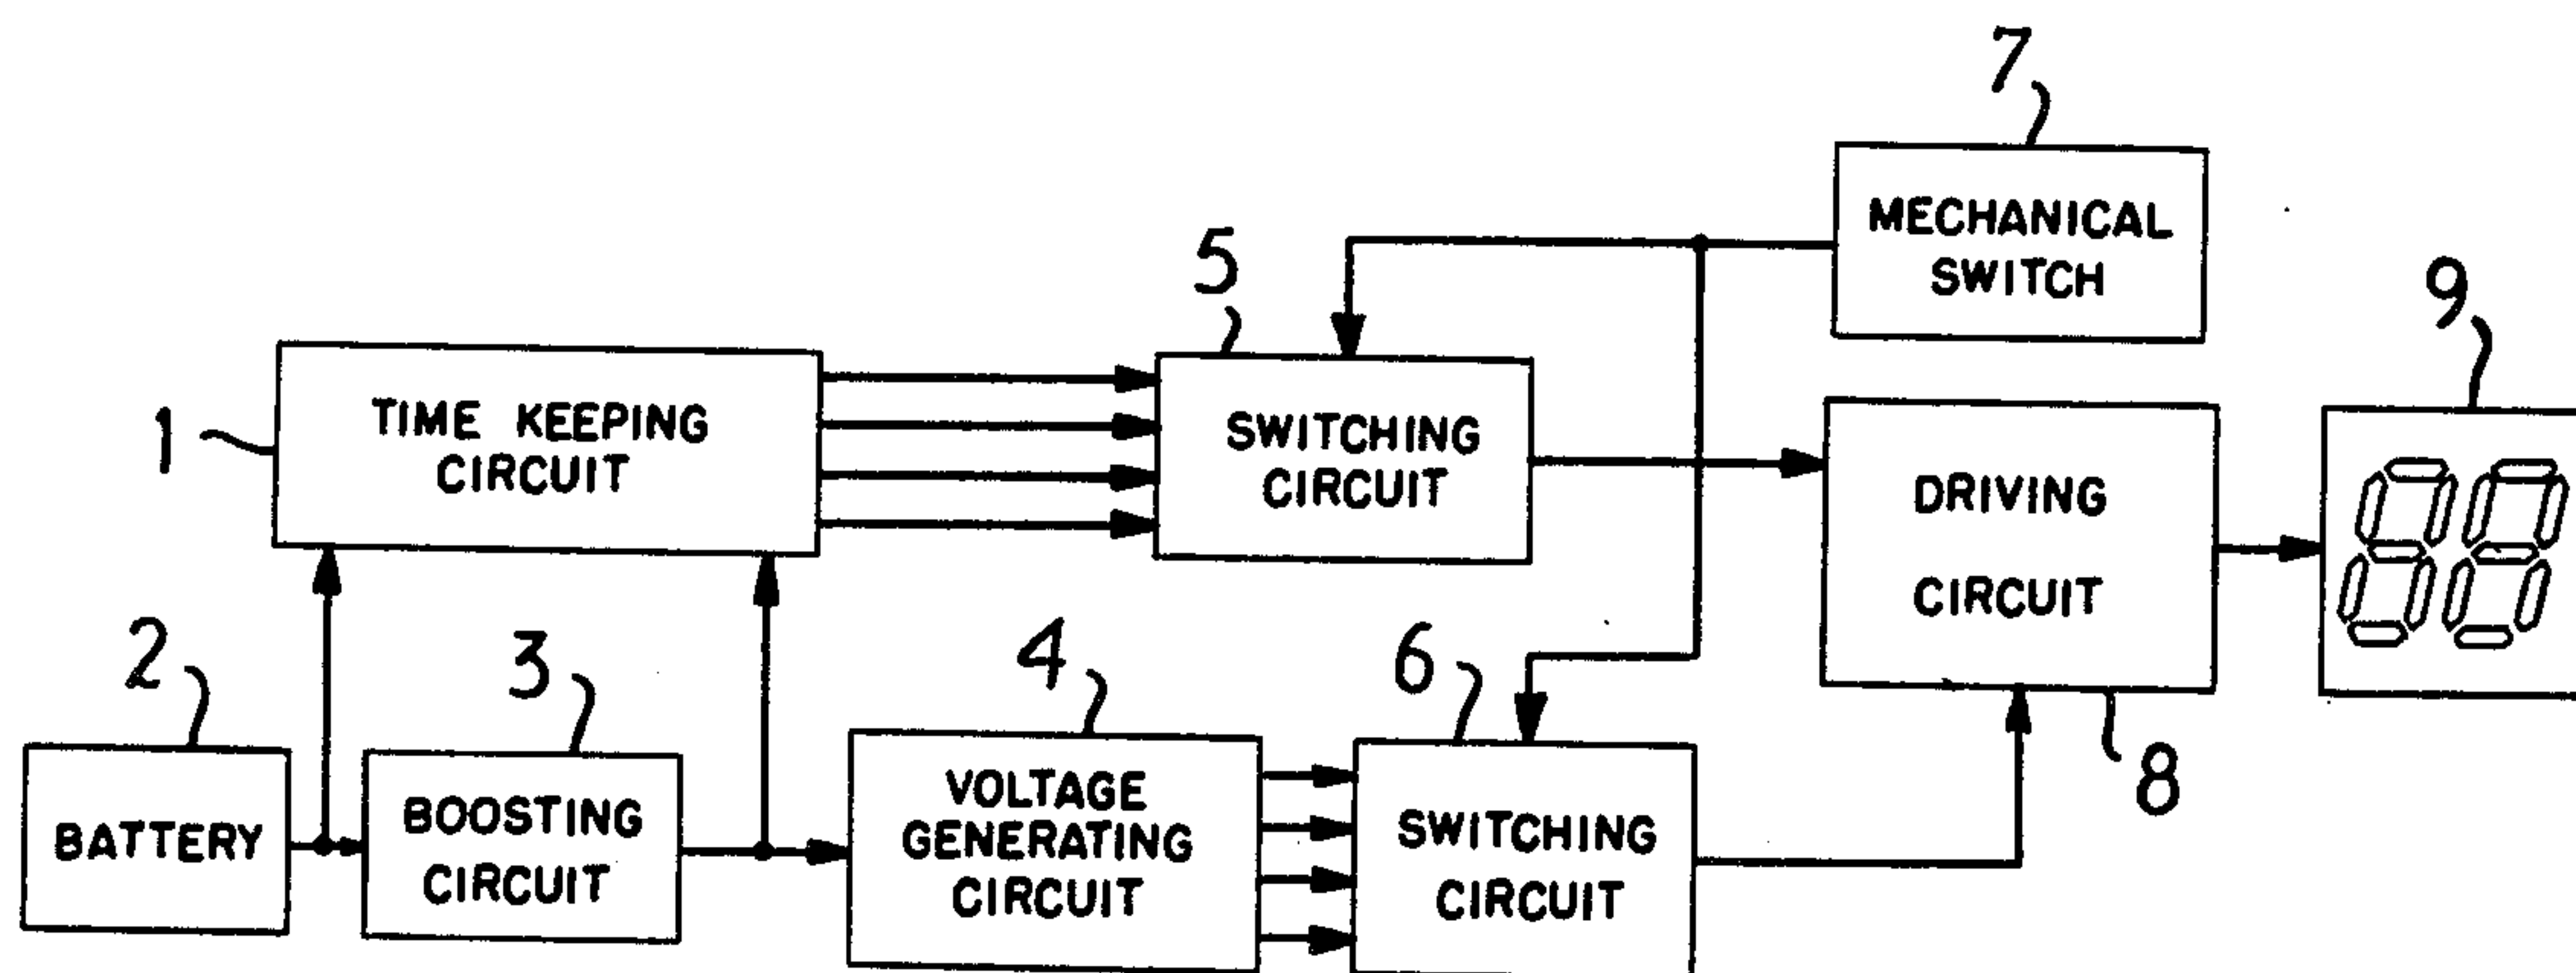 7
MECHANICAL
SWITCH
5
9
1
TIME KEEPING
CIRCUIT
SWITCHING
CIRCUIT
DRIVING
CIRCUIT
88
2
3
4
6
8
BATTERY
BOOSTING
CIRCUIT
VOLTAGE
GENERATING
CIRCUIT
SWITCHING
CIRCUIT